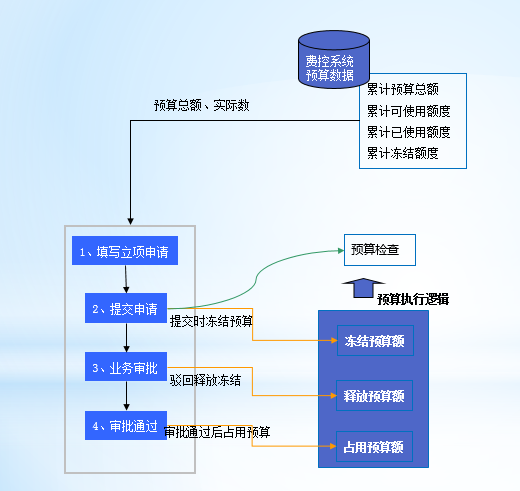 费控系统
预算数据
累计预算总额
累计可使用额度
累计已使用额度
累计冻结额度
预算总额、实际数
1、填写立项申请
预算检查
2、提交申请
预算执行逻辑
提交时冻结预算
冻结预算额
3、业务审批
驳回释放冻结
释放预算额
4、审批通过
审批通过后占用预算
占用预算额